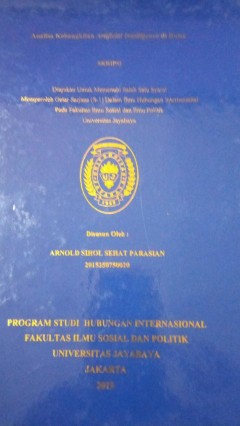 SKRIPSI
Diajukan Untuk Memenuhi Salah Satu Syarat
Memperoleh Gelar Sarjana (S-1) Dalam Ilmu Hubungan Internasional
Pada Fakultas Ilmu Sosial dan Ilmu Politik
Universitas Jayabaya
Disusun Oleh :
ARNOLD SIHOL SEHAT PARASIAN
2015350750020
PROGRAM STUDI HUBUNGAN INTERNASIONAL
FAKULTAS ILMU SOSIAL DAN POLITIK
UNIVERSITAS JAYABAYA
JAKARTA